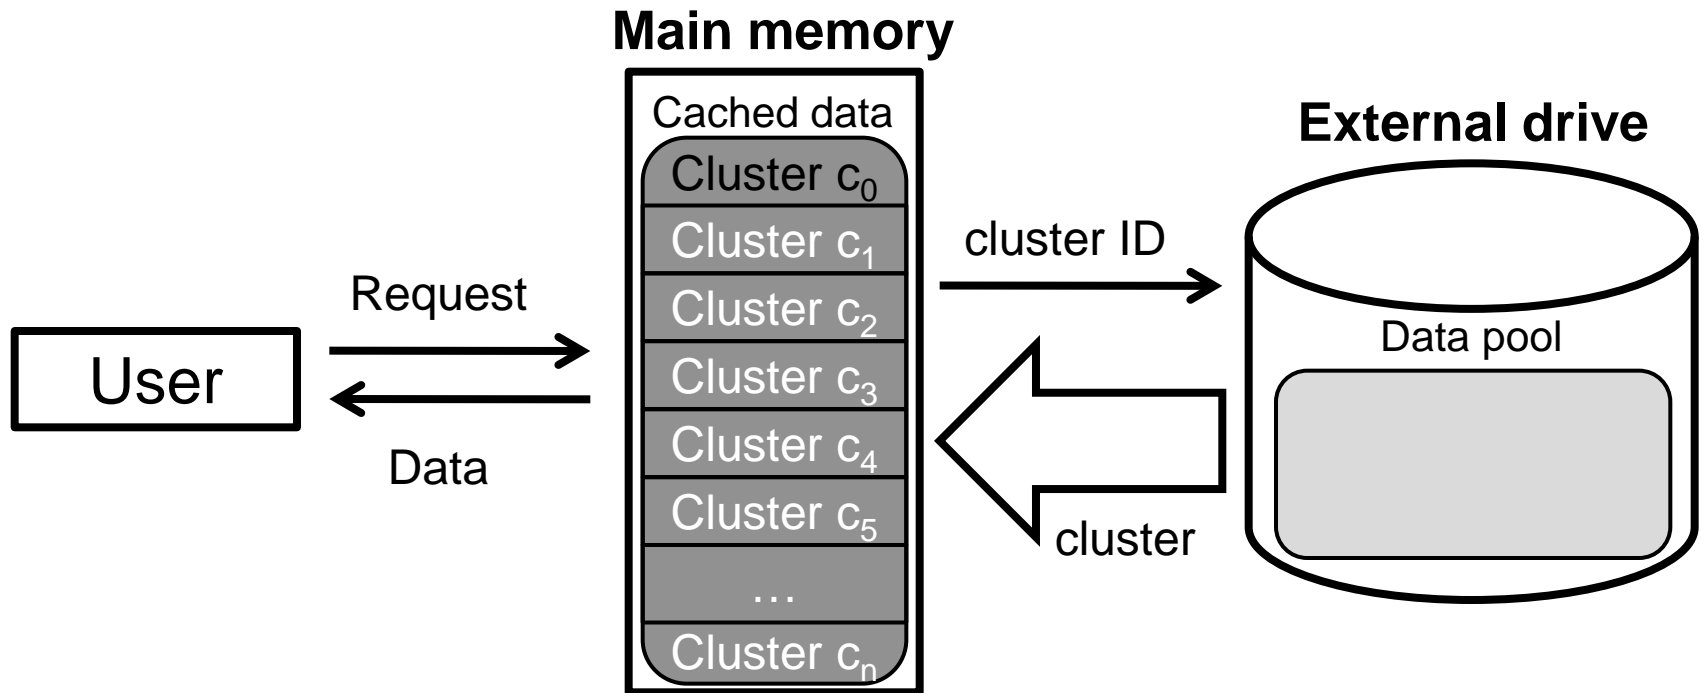 Main memory
Cached data
Cluster c0
Cluster c1
Cluster c2
Cluster c3
Cluster c4
Cluster c5
…
Cluster cn
User
Request
Data
cluster ID
cluster
External drive
Data pool